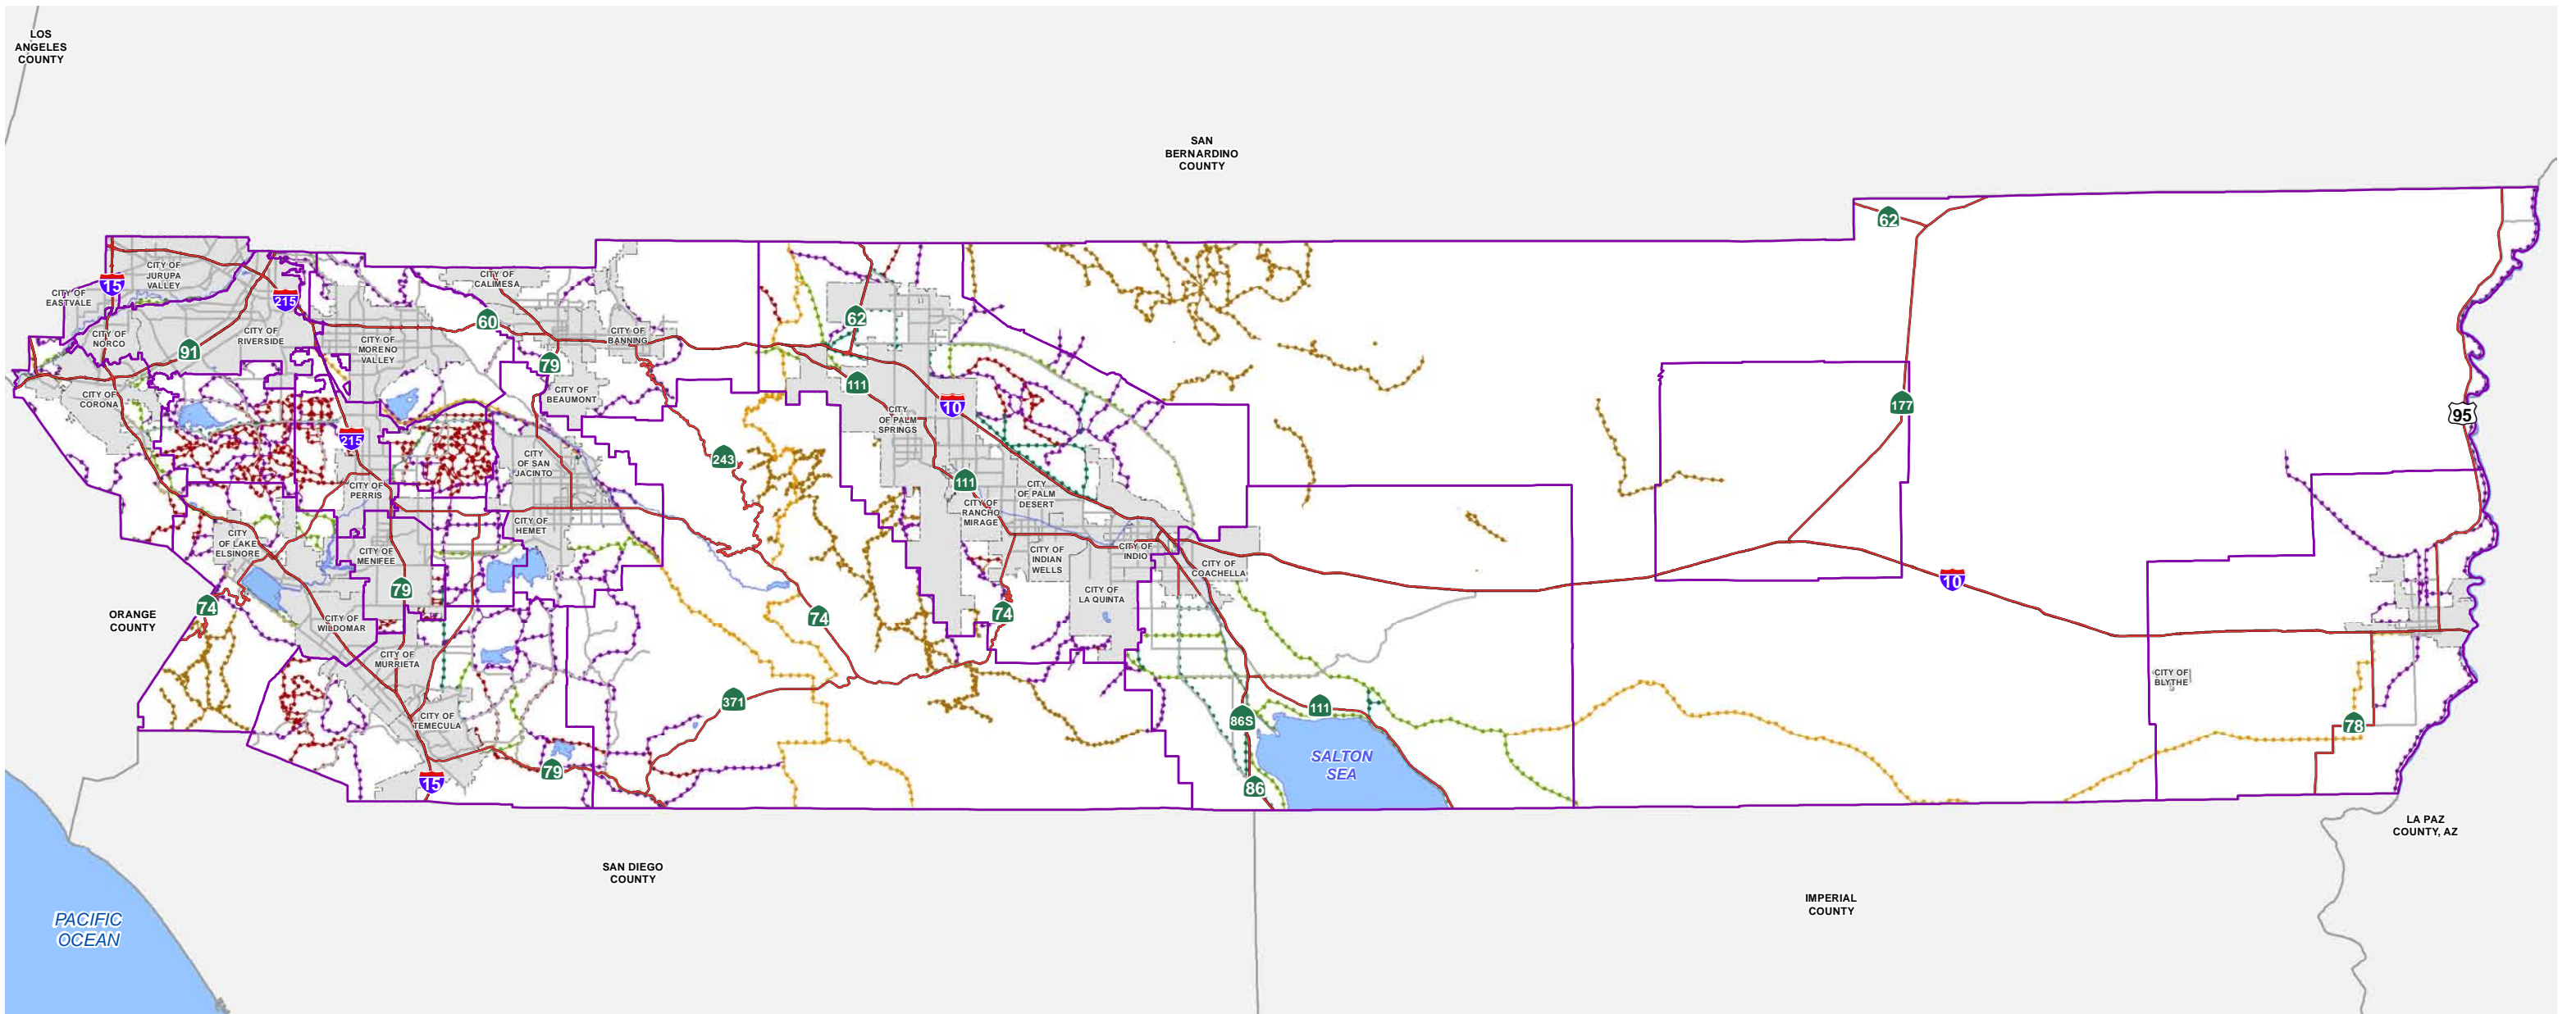 LOS
ANGELES
COUNTY
SAN
BERNARDINO
COUNTY
62
CITY OF
JURUPA
VALLEY
15
CITY OF
EASTVALE
215
CITY OF
CALIMESA
60
62
CITY OF
NORCO
91
CITY OF
RIVERSIDE
CITY OF
MORENO
VALLEY
CITY OF
BANNING
79
CITY OF
BEAUMONT
111
CITY OF
CORONA
10
177
95
CITY
OF PALM
SPRINGS
215
243
CITY
OF SAN
JACINTO
111
CITY OF
PERRIS
CITY
OF PALM
DESERT
CITY OF
RANCHO
MIRAGE
CITY OF
HEMET
CITY
OF LAKE
ELSINORE
CITY OF
MENIFEE
CITY OF
INDIAN
WELLS
CITY OF
INDIO
CITY OF
COACHELLA
10
79
CITY OF
LA QUINTA
74
ORANGE
COUNTY
CITY OF
WILDOMAR
74
74
CITY OF
MURRIETA
CITY OF
BLYTHE
371
CITY OF
TEMECULA
86S
111
78
SALTON
SEA
79
15
86
LA PAZ
COUNTY, AZ
SAN DIEGO
COUNTY
IMPERIAL
COUNTY
PACIFIC
OCEAN